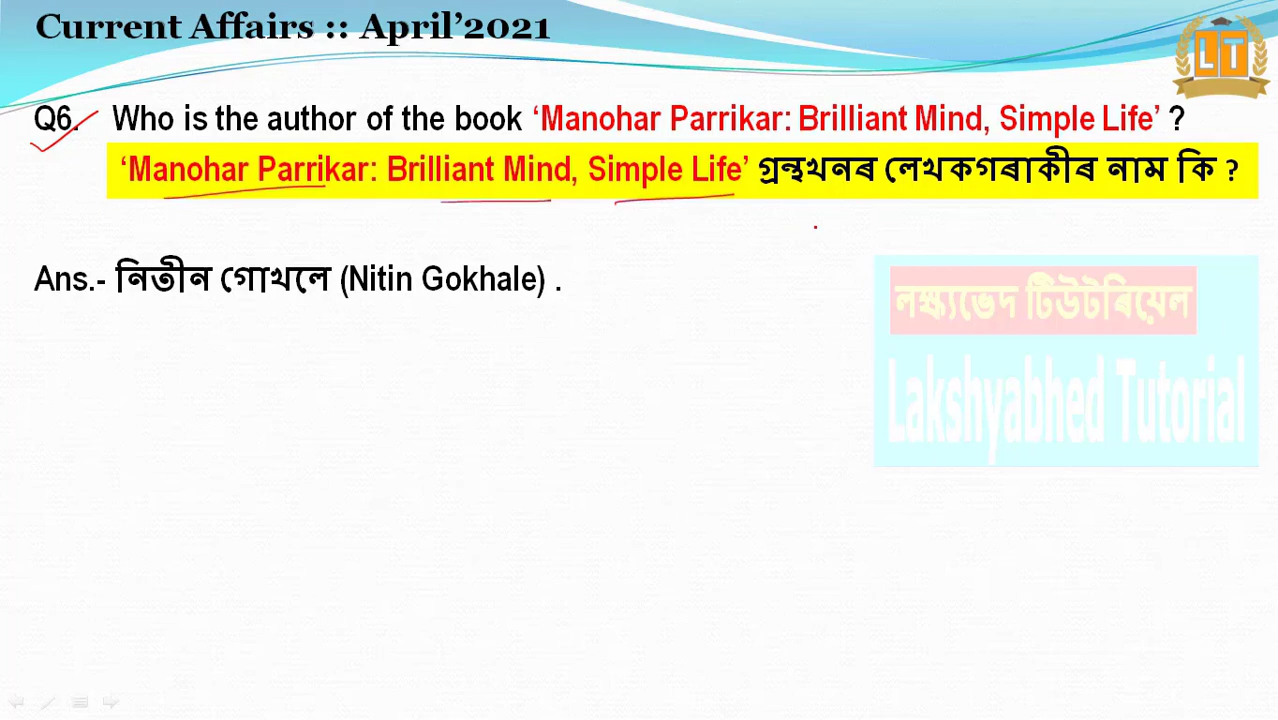 Current Affairs :: April’2021
LT
Q6. Who is the author of the book ‘Manohar Parrikar: Brilliant Mind, Simple Life’ ?
‘Manohar Parrikar: Brilliant Mind, Simple Life’ গ্ৰন্থখনৰ লেখকগৰাকীৰ নাম কি ?
Ans.- নিতীন গোখলে (Nitin Gokhale) .
লক্ষ্যভেদ টিউটৰিয়েল
Lakshyabhed Tutorial